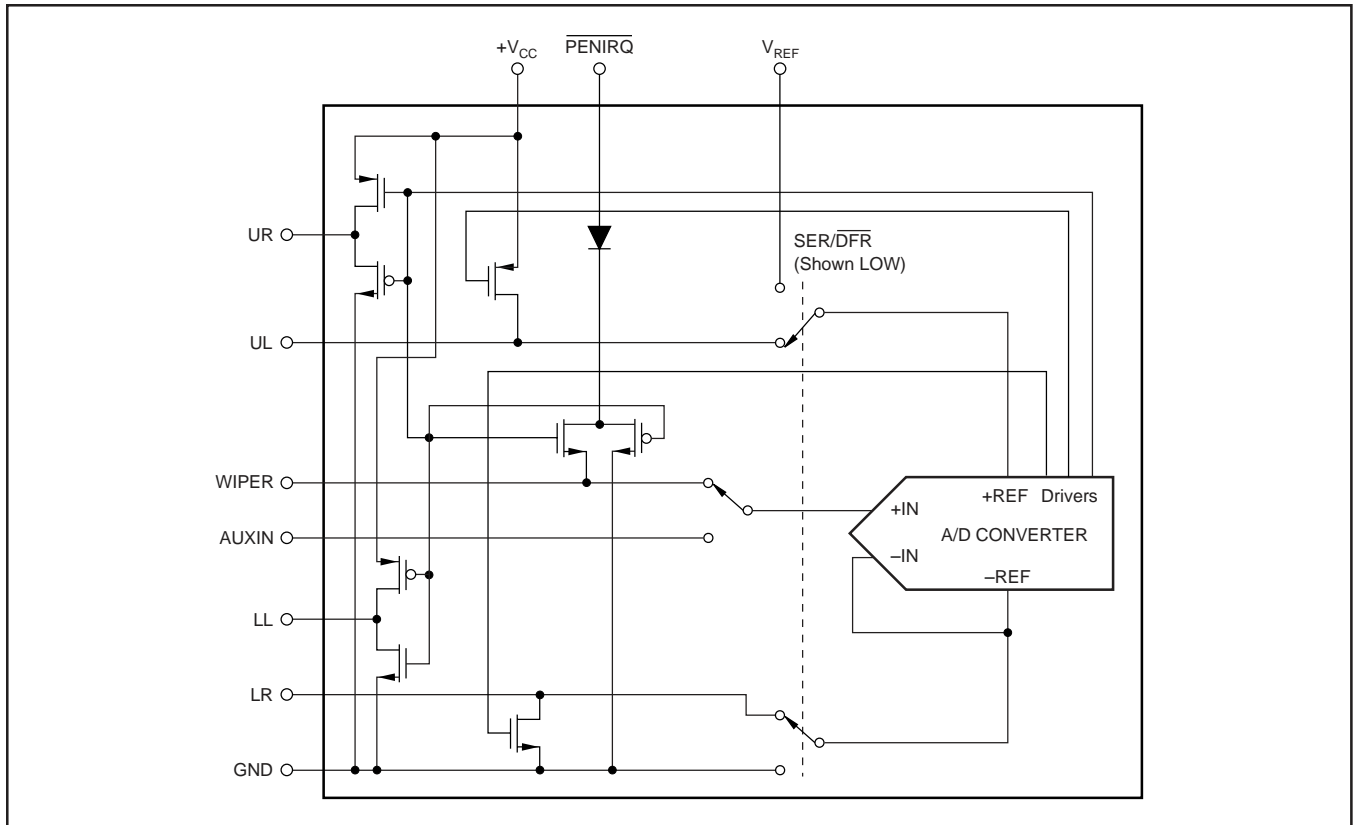 +VCC
PENIRQ
VREF
UR
SER/DFR
(Shown LOW)
UL
WIPER
+REF Drivers
+IN
AUXIN
A/D CONVERTER
–IN
–REF
LL
LR
GND